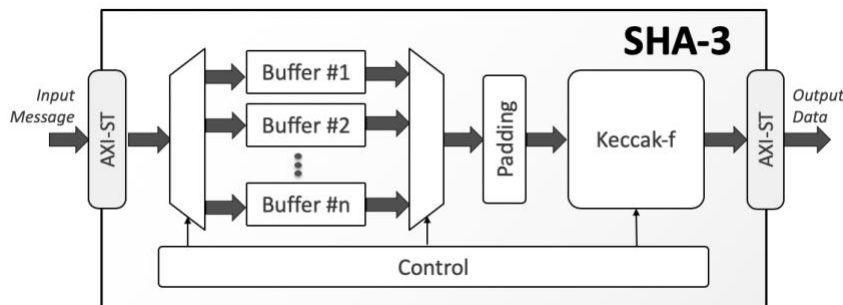 SHA-3
Input
Message
AXI-ST
Buffer #1
Buffer #2
Buffer #n
Padding
Keccak-f
AXI-ST
Output
Data
Control